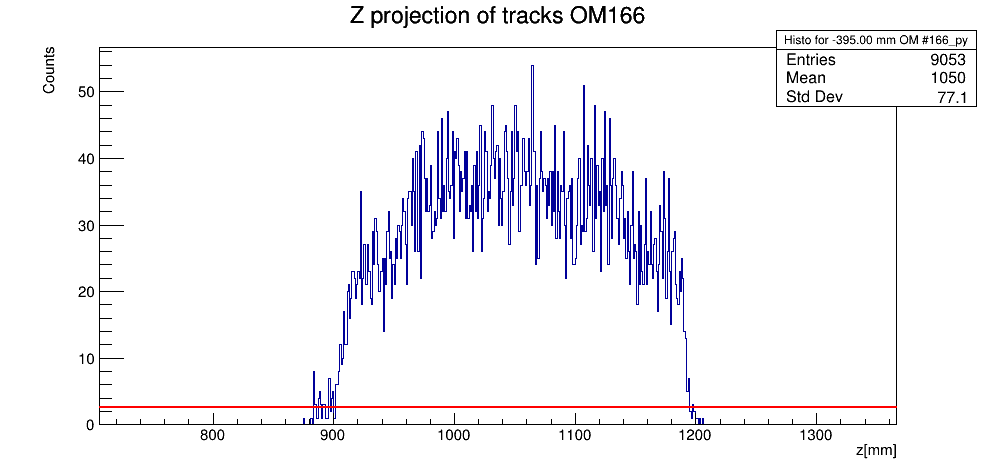 Z projection of tracks OM166
Histo for -395.00 mm OM #166_py
Entries 9053
Mean 1050
Std Dev 77.1
Counts
50
40
30
20
10
0
800 900 1000 1100 1200 1300
z[mm]